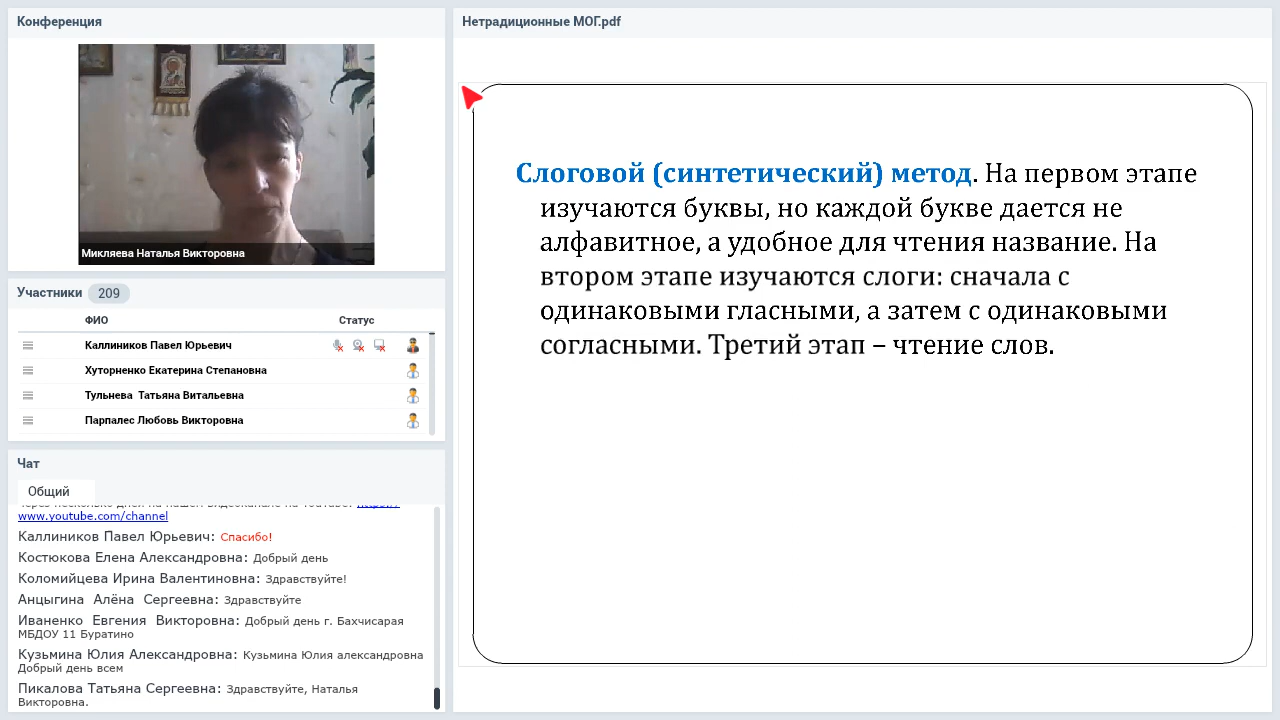 Конференция
Микляева Наталья Викторовна
Участники 209
ФИО Статус
Каллиников Павел Юрьевич
Хуторненко Екатерина Степановна
Тульнева Татьяна Витальевна
Парпалес Любовь Викторовна
Чат
Общий
www.youtube.com/channel
Каллиников Павел Юрьевич: Спасибо!
Костюкова Елена Александровна: Добрый день
Коломийцева Ирина Валентиновна: Здравствуйте!
Анцыгина Алёна Сергеевна: Здравствуйте
Иваненко Евгения Викторовна: Добрый день г. Бахчисарая
МБДОУ 11 Буратино
Кузьмина Юлия Александровна: Кузьмина Юлия александровна
Добрый день всем
Пикалова Татьяна Сергеевна: Здравствуйте, Наталья
Викторовна.
Нетрадиционные МОГ.pdf
Слоговой (синтетический) метод. На первом этапе
изучаются буквы, но каждой букве дается не
алфавитное, а удобное для чтения название. На
втором этапе изучаются слоги: сначала с
одинаковыми гласными, а затем с одинаковыми
согласными. Третий этап – чтение слов.